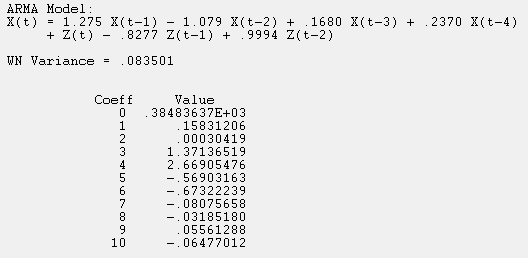 ARMA Model:
X(t) = 1.275 X(t-1) - 1.079 X(t-2) + .1680 X(t-3) + .2370 X(t-4)
+ Z(t) - .8277 Z(t-1) + .9994 Z(t-2)
WN Variance = .083501
Coeff Value
0 .38483637E+03
1 .15831206
2 .00030419
3 1.37136519
4 2.66905476
5 -.56903163
6 -.67322239
7 -.08075658
8 -.03185180
9 .05561288
10 -.06477012